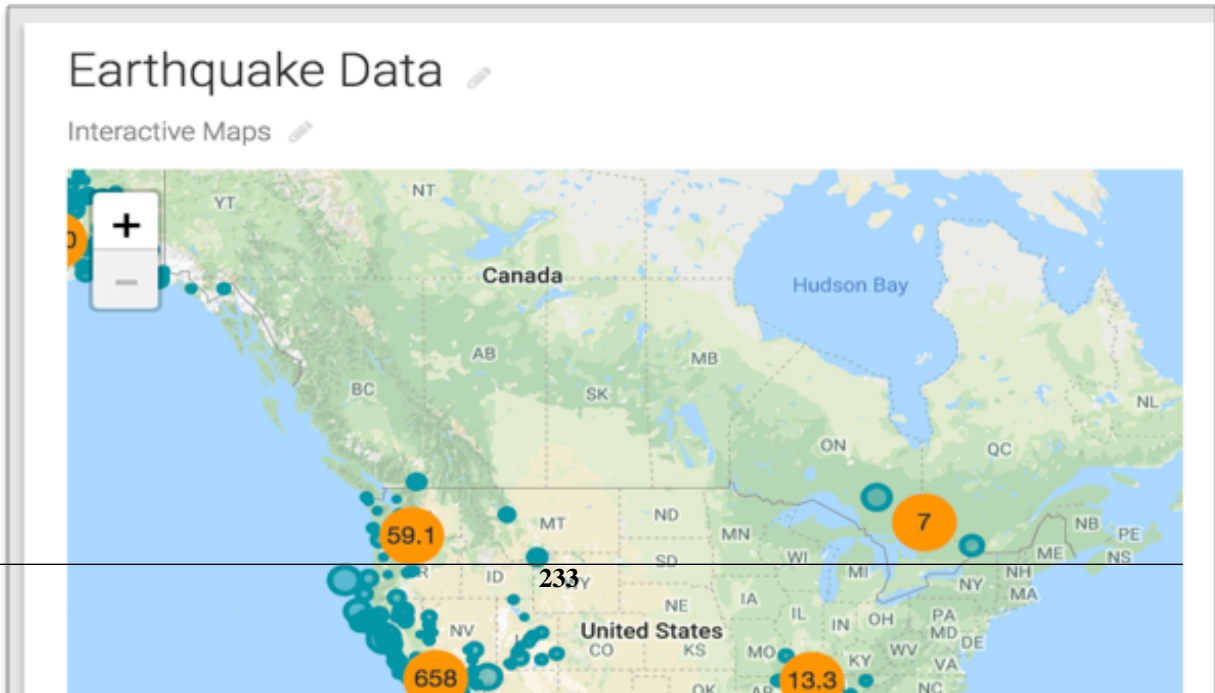 Earthquake Data
Interactive Maps
+
YT
NT
Canada
Hudson Bay
−
AB
MB
BC
SK
NL
ON
QC
59.1
MT
ND
7
NB
PE
MN
SD
WI
MI
ME
NS
ID
233
NY
NH
MA
NE
IA
IL
IN
OH
PA
MD
DE
NV
United States
CO
KS
MO
KY
WV
VA
658
13.3
OK
AR
NC